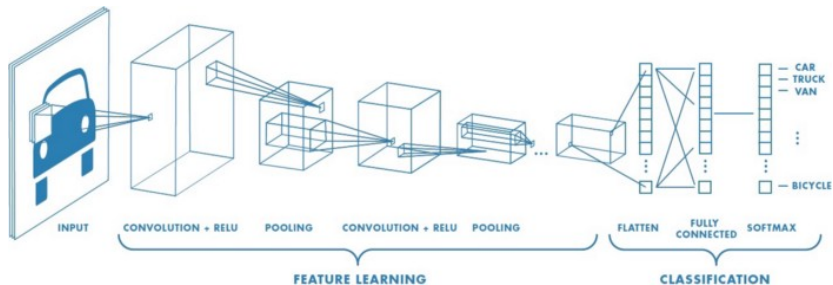 CAR
TRUCK
VAN
BICYCLE
INPUT
CONVOLUTION + RELU
POOLING
CONVOLUTION + RELU
POOLING
FLATTEN
FULLY
CONNECTED
SOFTMAX
FEATURE LEARNING
CLASSIFICATION